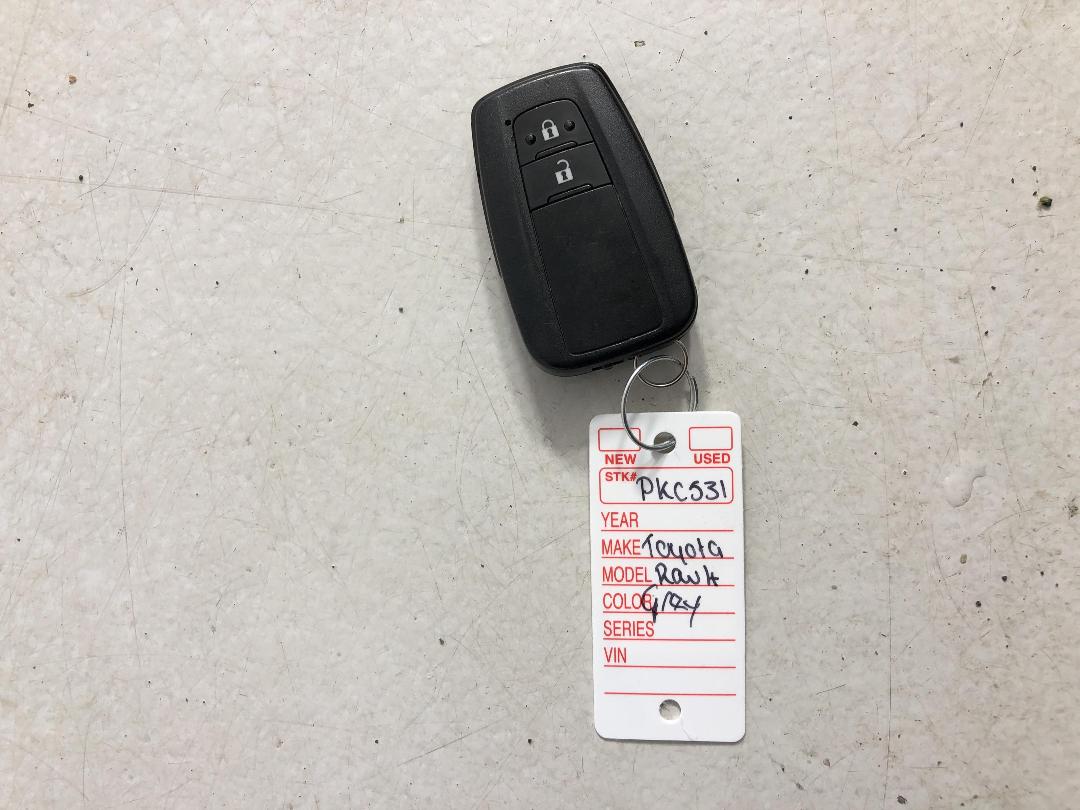 NEW USED
STK# PKC531
YEAR
MAKE Toyota
MODEL Rav4
COLOR Gray
SERIES
VIN